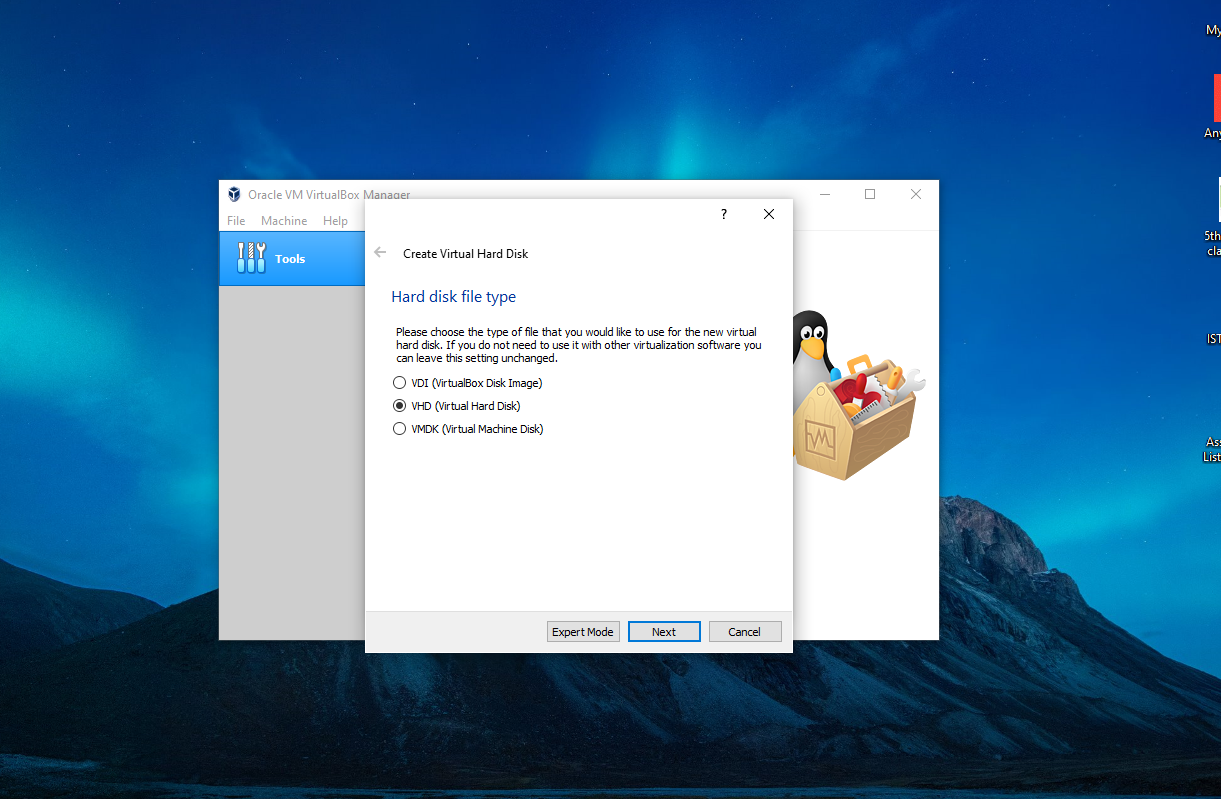 Oracle VM VirtualBox Manager
File Machine Help
Tools
?
Create Virtual Hard Disk
Hard disk file type
Please choose the type of file that you would like to use for the new virtual
hard disk. If you do not need to use it with other virtualization software you
can leave this setting unchanged.
VDI (VirtualBox Disk Image)
VHD (Virtual Hard Disk)
VMDK (Virtual Machine Disk)
Expert Mode Next Cancel
My
Any
5th
cla
IST
Ass
List